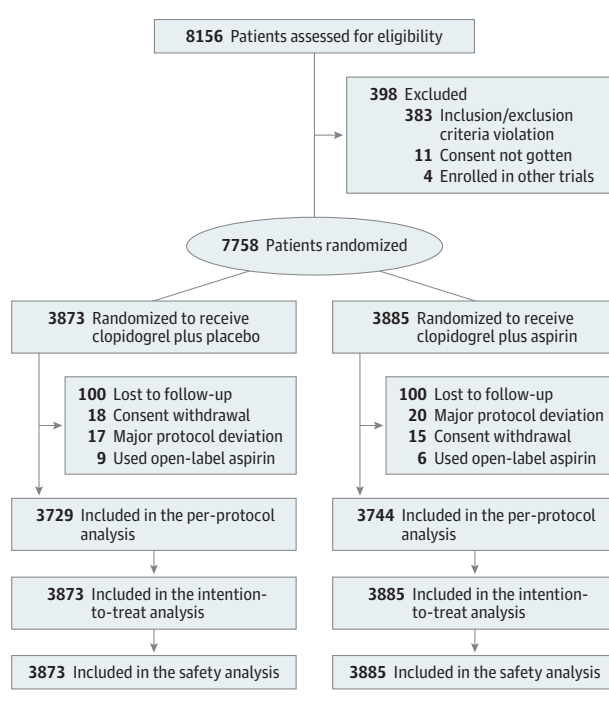 8156 Patients assessed for eligibility
398 Excluded
383 Inclusion/exclusion
criteria violation
11 Consent not gotten
4 Enrolled in other trials
7758 Patients randomized
3873 Randomized to receive
clopidogrel plus placebo
100 Lost to follow-up
18 Consent withdrawal
17 Major protocol deviation
9 Used open-label aspirin
3729 Included in the per-protocol
analysis
3873 Included in the intention-
to-treat analysis
3873 Included in the safety analysis
3885 Randomized to receive
clopidogrel plus aspirin
100 Lost to follow-up
20 Major protocol deviation
15 Consent withdrawal
6 Used open-label aspirin
3744 Included in the per-protocol
analysis
3885 Included in the intention-
to-treat analysis
3885 Included in the safety analysis